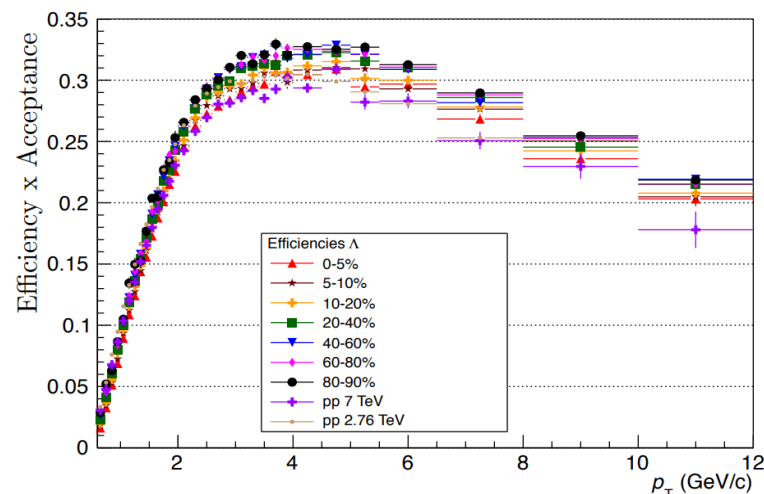 Efficiency x Acceptance
0.35
0.3
0.25
0.2
0.15
0.1
0.05
0
Efficiencies Λ
0-5%
5-10%
10-20%
20-40%
40-60%
60-80%
80-90%
pp 7 TeV
pp 2.76 TeV
2 4 6 8 10 12
p_T (GeV/c)